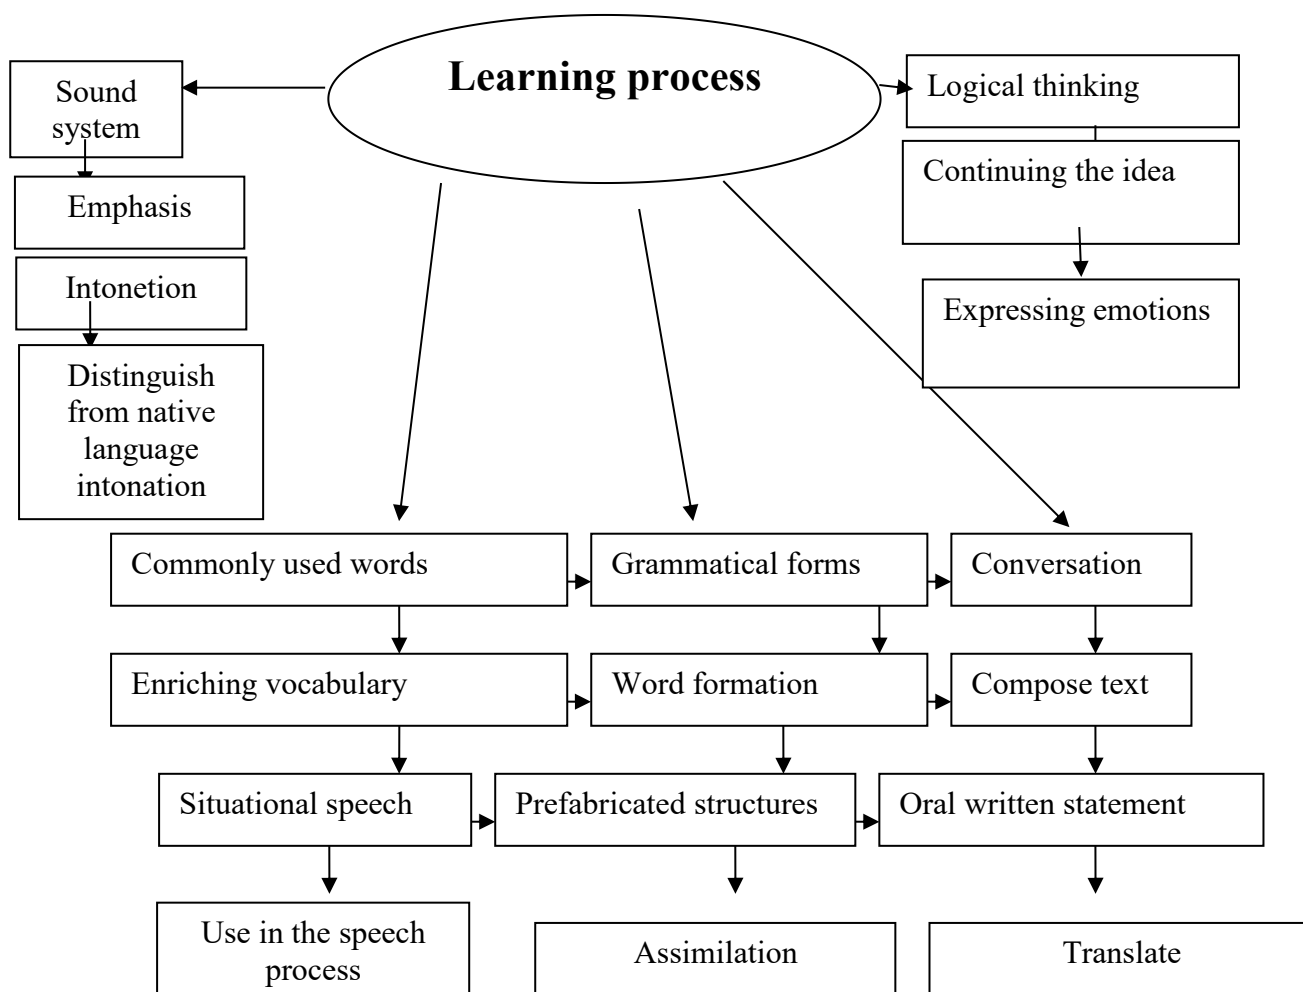 Learning process
Sound
system
Emphasis
Intonetion
Distinguish
from native
language
intonation
Logical thinking
Continuing the idea
Expressing emotions
Commonly used words
Grammatical forms
Conversation
Enriching vocabulary
Word formation
Compose text
Situational speech
Prefabricated structures
Oral written statement
Use in the speech
process
Assimilation
Translate